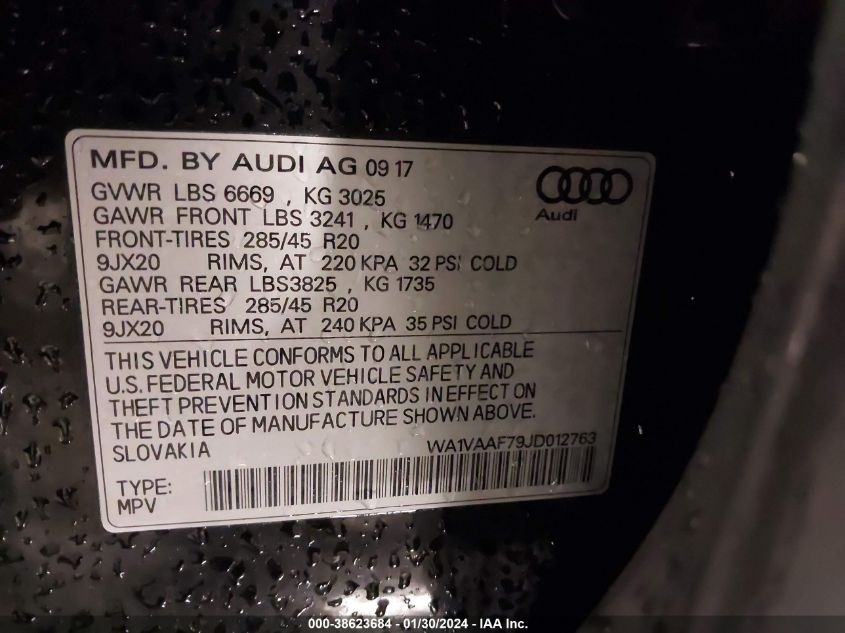 MFD. BY AUDI AG 09 17
GVWR LBS 6669 , KG 3025
GAWR FRONT LBS 3241 , KG 1470
FRONT-TIRES 285/45 R20
9JX20 RIMS, AT 220 KPA 32 PSI COLD
GAWR REAR LBS3825 , KG 1735
REAR-TIRES 285/45 R20
9JX20 RIMS, AT 240 KPA 35 PSI COLD
Audi
THIS VEHICLE CONFORMS TO ALL APPLICABLE
U.S. FEDERAL MOTOR VEHICLE SAFETY AND
THEFT PREVENTION STANDARDS IN EFFECT ON
THE DATE OF MANUFACTURE SHOWN ABOVE.
SLOVAKIA WA1VAAF79JD012763
TYPE:
MPV
000-38623684 - 01/30/2024 - IAA Inc.